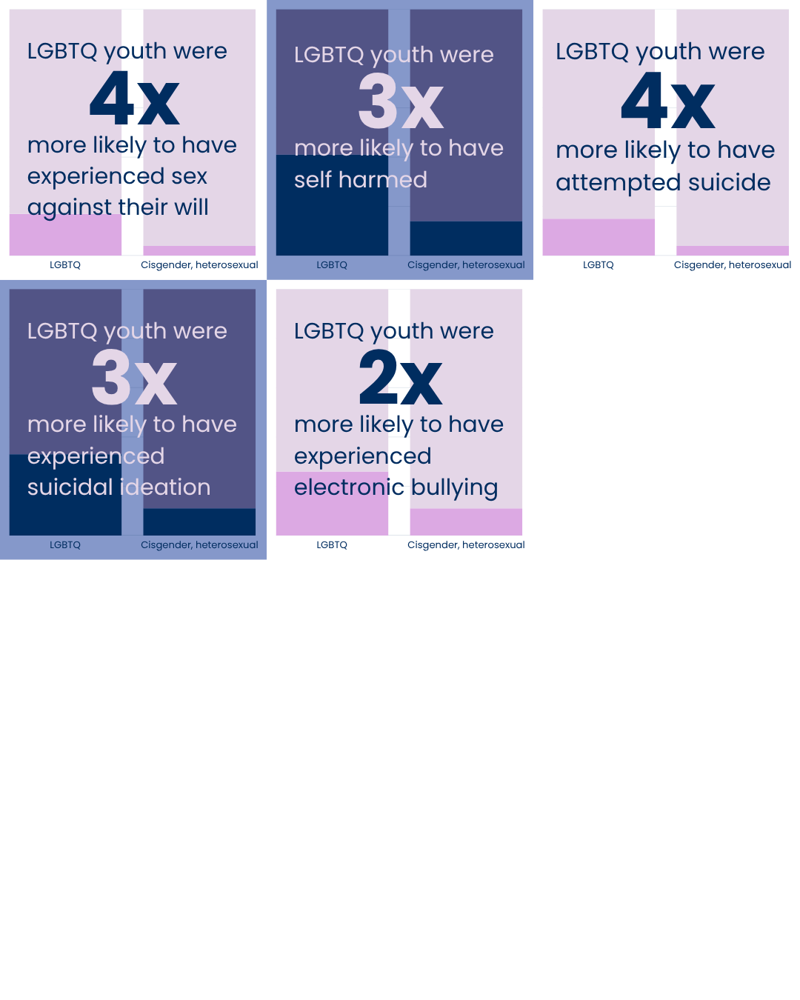 LGBTQ youth were
4x
more likely to have
experienced sex
against their will
LGBTQ
Cisgender, heterosexual
LGBTQ youth were
3x
more likely to have
self harmed
LGBTQ
Cisgender, heterosexual
LGBTQ youth were
4x
more likely to have
attempted suicide
LGBTQ
Cisgender, heterosexual
LGBTQ youth were
3x
more likely to have
experienced
suicidal ideation
LGBTQ
Cisgender, heterosexual
LGBTQ youth were
2x
more likely to have
experienced
electronic bullying
LGBTQ
Cisgender, heterosexual